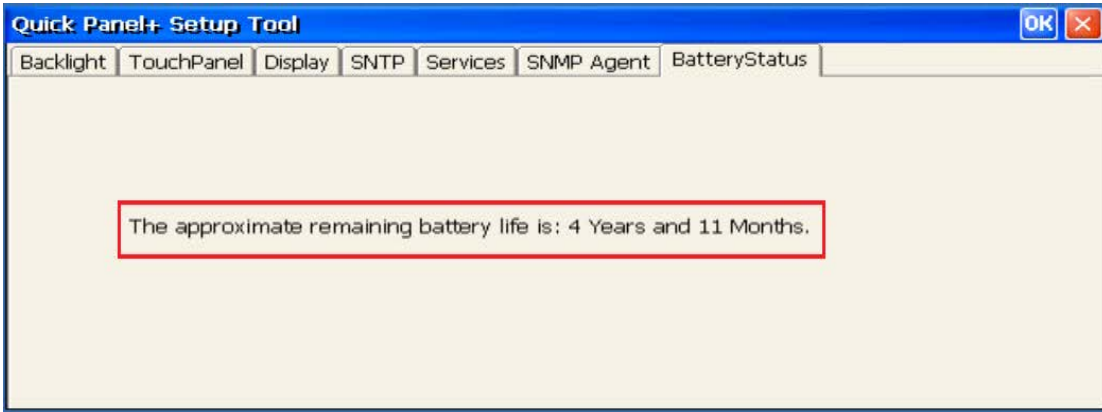 Quick Panel+ Setup Tool OK
Backlight TouchPanel Display SNTP Services SNMP Agent BatteryStatus
The approximate remaining battery life is: 4 Years and 11 Months.